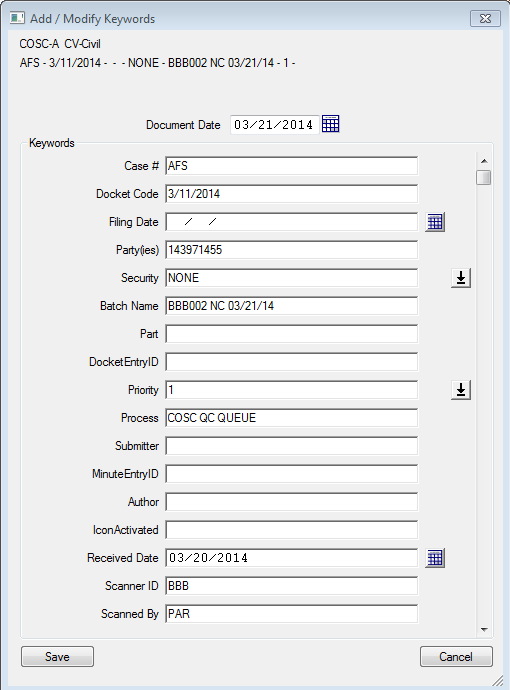 Add / Modify Keywords
COSC-A CV-Civil
AFS - 3/11/2014 - - - NONE - BBB002 NC 03/21/14 - 1 -
Document Date 03/21/2014
Keywords
Case # AFS
Docket Code 3/11/2014
Filing Date / /
Party(ies) 143971455
Security NONE
Batch Name BBB002 NC 03/21/14
Part
DocketEntryID
Priority 1
Process COSC QC QUEUE
Submitter
MinuteEntryID
Author
IconActivated
Received Date 03/20/2014
Scanner ID BBB
Scanned By PAR
Save Cancel